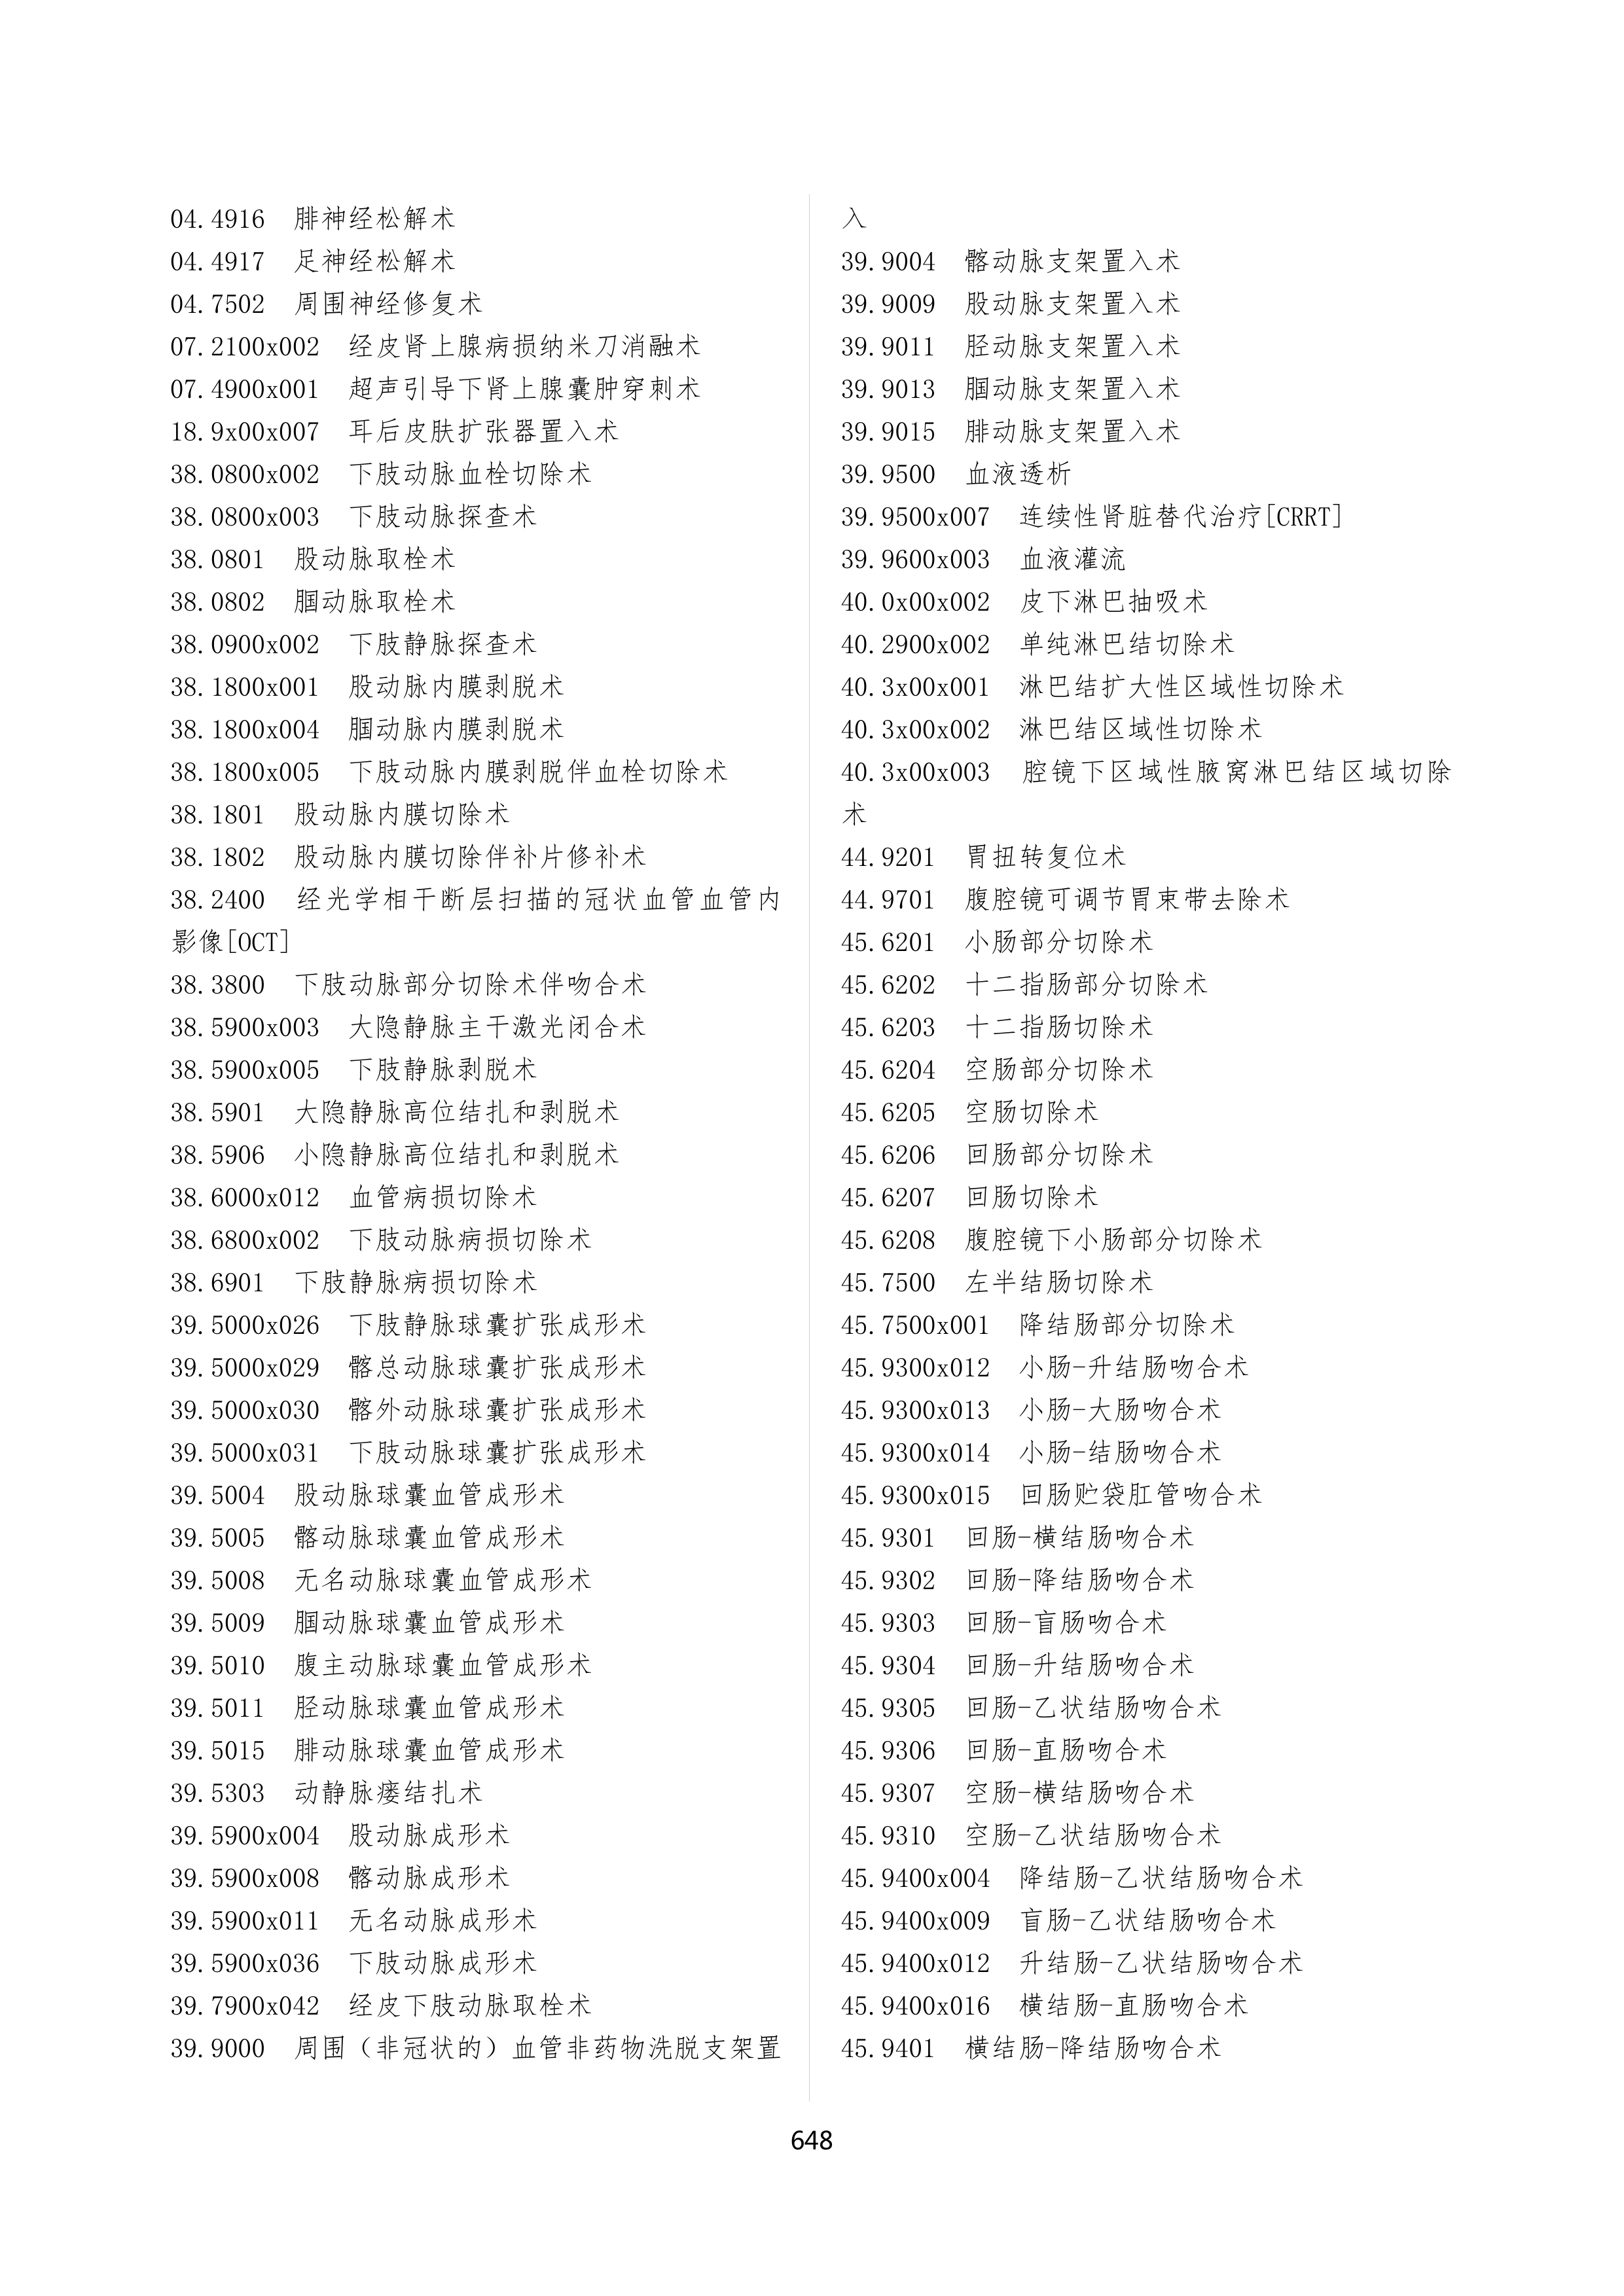 04.4916 腓神经松解术
04.4917 足神经松解术
04.7502 周围神经修复术
07.2100x002 经皮肾上腺病损纳米刀消融术
07.4900x001 超声引导下肾上腺囊肿穿刺术
18.9x00x007 耳后皮肤扩张器置入术
38.0800x002 下肢动脉血栓切除术
38.0800x003 下肢动脉探查术
38.0801 股动脉取栓术
38.0802 腘动脉取栓术
38.0900x002 下肢静脉探查术
38.1800x001 股动脉内膜剥脱术
38.1800x004 腘动脉内膜剥脱术
38.1800x005 下肢动脉内膜剥脱伴血栓切除术
38.1801 股动脉内膜切除术
38.1802 股动脉内膜切除伴补片修补术
38.2400 经光学相干断层扫描的冠状血管血管内
影像[OCT]
38.3800 下肢动脉部分切除术伴吻合术
38.5900x003 大隐静脉主干激光闭合术
38.5900x005 下肢静脉剥脱术
38.5901 大隐静脉高位结扎和剥脱术
38.5906 小隐静脉高位结扎和剥脱术
38.6000x012 血管病损切除术
38.6800x002 下肢动脉病损切除术
38.6901 下肢静脉病损切除术
39.5000x026 下肢静脉球囊扩张成形术
39.5000x029 髂总动脉球囊扩张成形术
39.5000x030 髂外动脉球囊扩张成形术
39.5000x031 下肢动脉球囊扩张成形术
39.5004 股动脉球囊血管成形术
39.5005 髂动脉球囊血管成形术
39.5008 无名动脉球囊血管成形术
39.5009 腘动脉球囊血管成形术
39.5010 腹主动脉球囊血管成形术
39.5011 胫动脉球囊血管成形术
39.5015 腓动脉球囊血管成形术
39.5303 动静脉瘘结扎术
39.5900x004 股动脉成形术
39.5900x008 髂动脉成形术
39.5900x011 无名动脉成形术
39.5900x036 下肢动脉成形术
39.7900x042 经皮下肢动脉取栓术
39.9000 周围（非冠状的）血管非药物洗脱支架置
入
39.9004 髂动脉支架置入术
39.9009 股动脉支架置入术
39.9011 胫动脉支架置入术
39.9013 腘动脉支架置入术
39.9015 腓动脉支架置入术
39.9500 血液透析
39.9500x007 连续性肾脏替代治疗[CRRT]
39.9600x003 血液灌流
40.0x00x002 皮下淋巴抽吸术
40.2900x002 单纯淋巴结切除术
40.3x00x001 淋巴结扩大性区域性切除术
40.3x00x002 淋巴结区域性切除术
40.3x00x003 腔镜下区域性腋窝淋巴结区域切除
术
44.9201 胃扭转复位术
44.9701 腹腔镜可调节胃束带去除术
45.6201 小肠部分切除术
45.6202 十二指肠部分切除术
45.6203 十二指肠切除术
45.6204 空肠部分切除术
45.6205 空肠切除术
45.6206 回肠部分切除术
45.6207 回肠切除术
45.6208 腹腔镜下小肠部分切除术
45.7500 左半结肠切除术
45.7500x001 降结肠部分切除术
45.9300x012 小肠-升结肠吻合术
45.9300x013 小肠-大肠吻合术
45.9300x014 小肠-结肠吻合术
45.9300x015 回肠贮袋肛管吻合术
45.9301 回肠-横结肠吻合术
45.9302 回肠-降结肠吻合术
45.9303 回肠-盲肠吻合术
45.9304 回肠-升结肠吻合术
45.9305 回肠-乙状结肠吻合术
45.9306 回肠-直肠吻合术
45.9307 空肠-横结肠吻合术
45.9310 空肠-乙状结肠吻合术
45.9400x004 降结肠-乙状结肠吻合术
45.9400x009 盲肠-乙状结肠吻合术
45.9400x012 升结肠-乙状结肠吻合术
45.9400x016 横结肠-直肠吻合术
45.9401 横结肠-降结肠吻合术
648